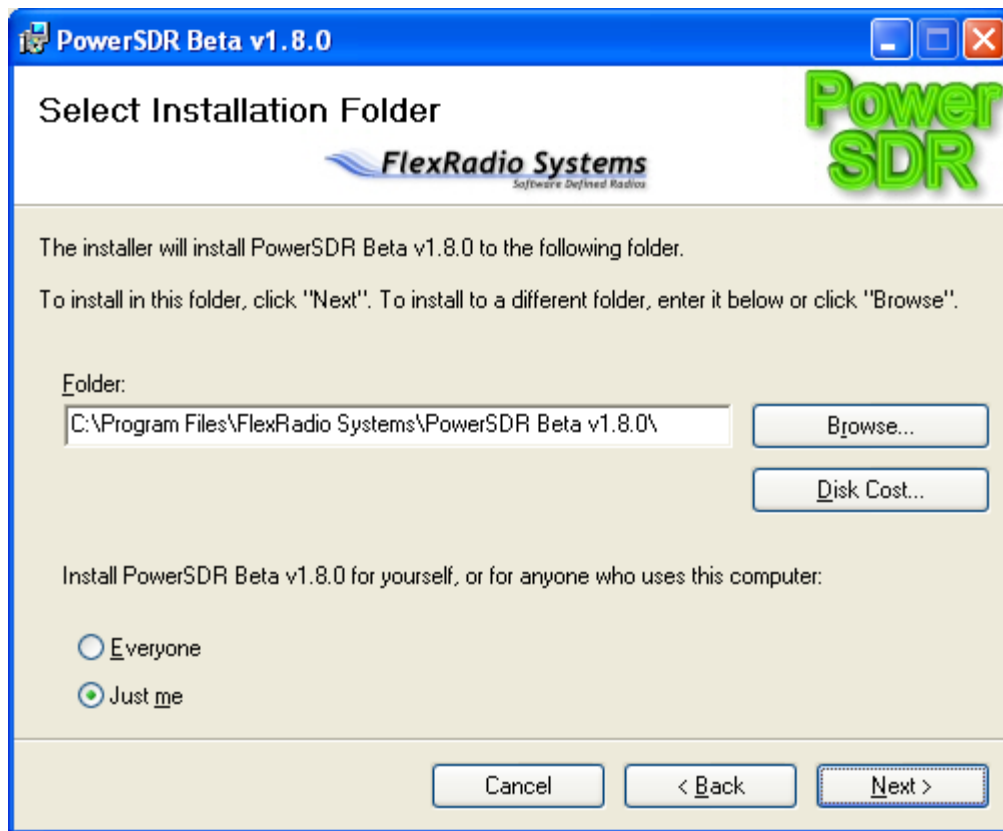 PowerSDR Beta v1.8.0
Select Installation Folder
Power
SDR
FlexRadio Systems
Software Defined Radios
The installer will install PowerSDR Beta v1.8.0 to the following folder.
To install in this folder, click "Next". To install to a different folder, enter it below or click "Browse".
Folder:
C:\Program Files\FlexRadio Systems\PowerSDR Beta v1.8.0\
Browse...
Disk Cost...
Install PowerSDR Beta v1.8.0 for yourself, or for anyone who uses this computer:
Everyone
Just me
Cancel
< Back
Next >